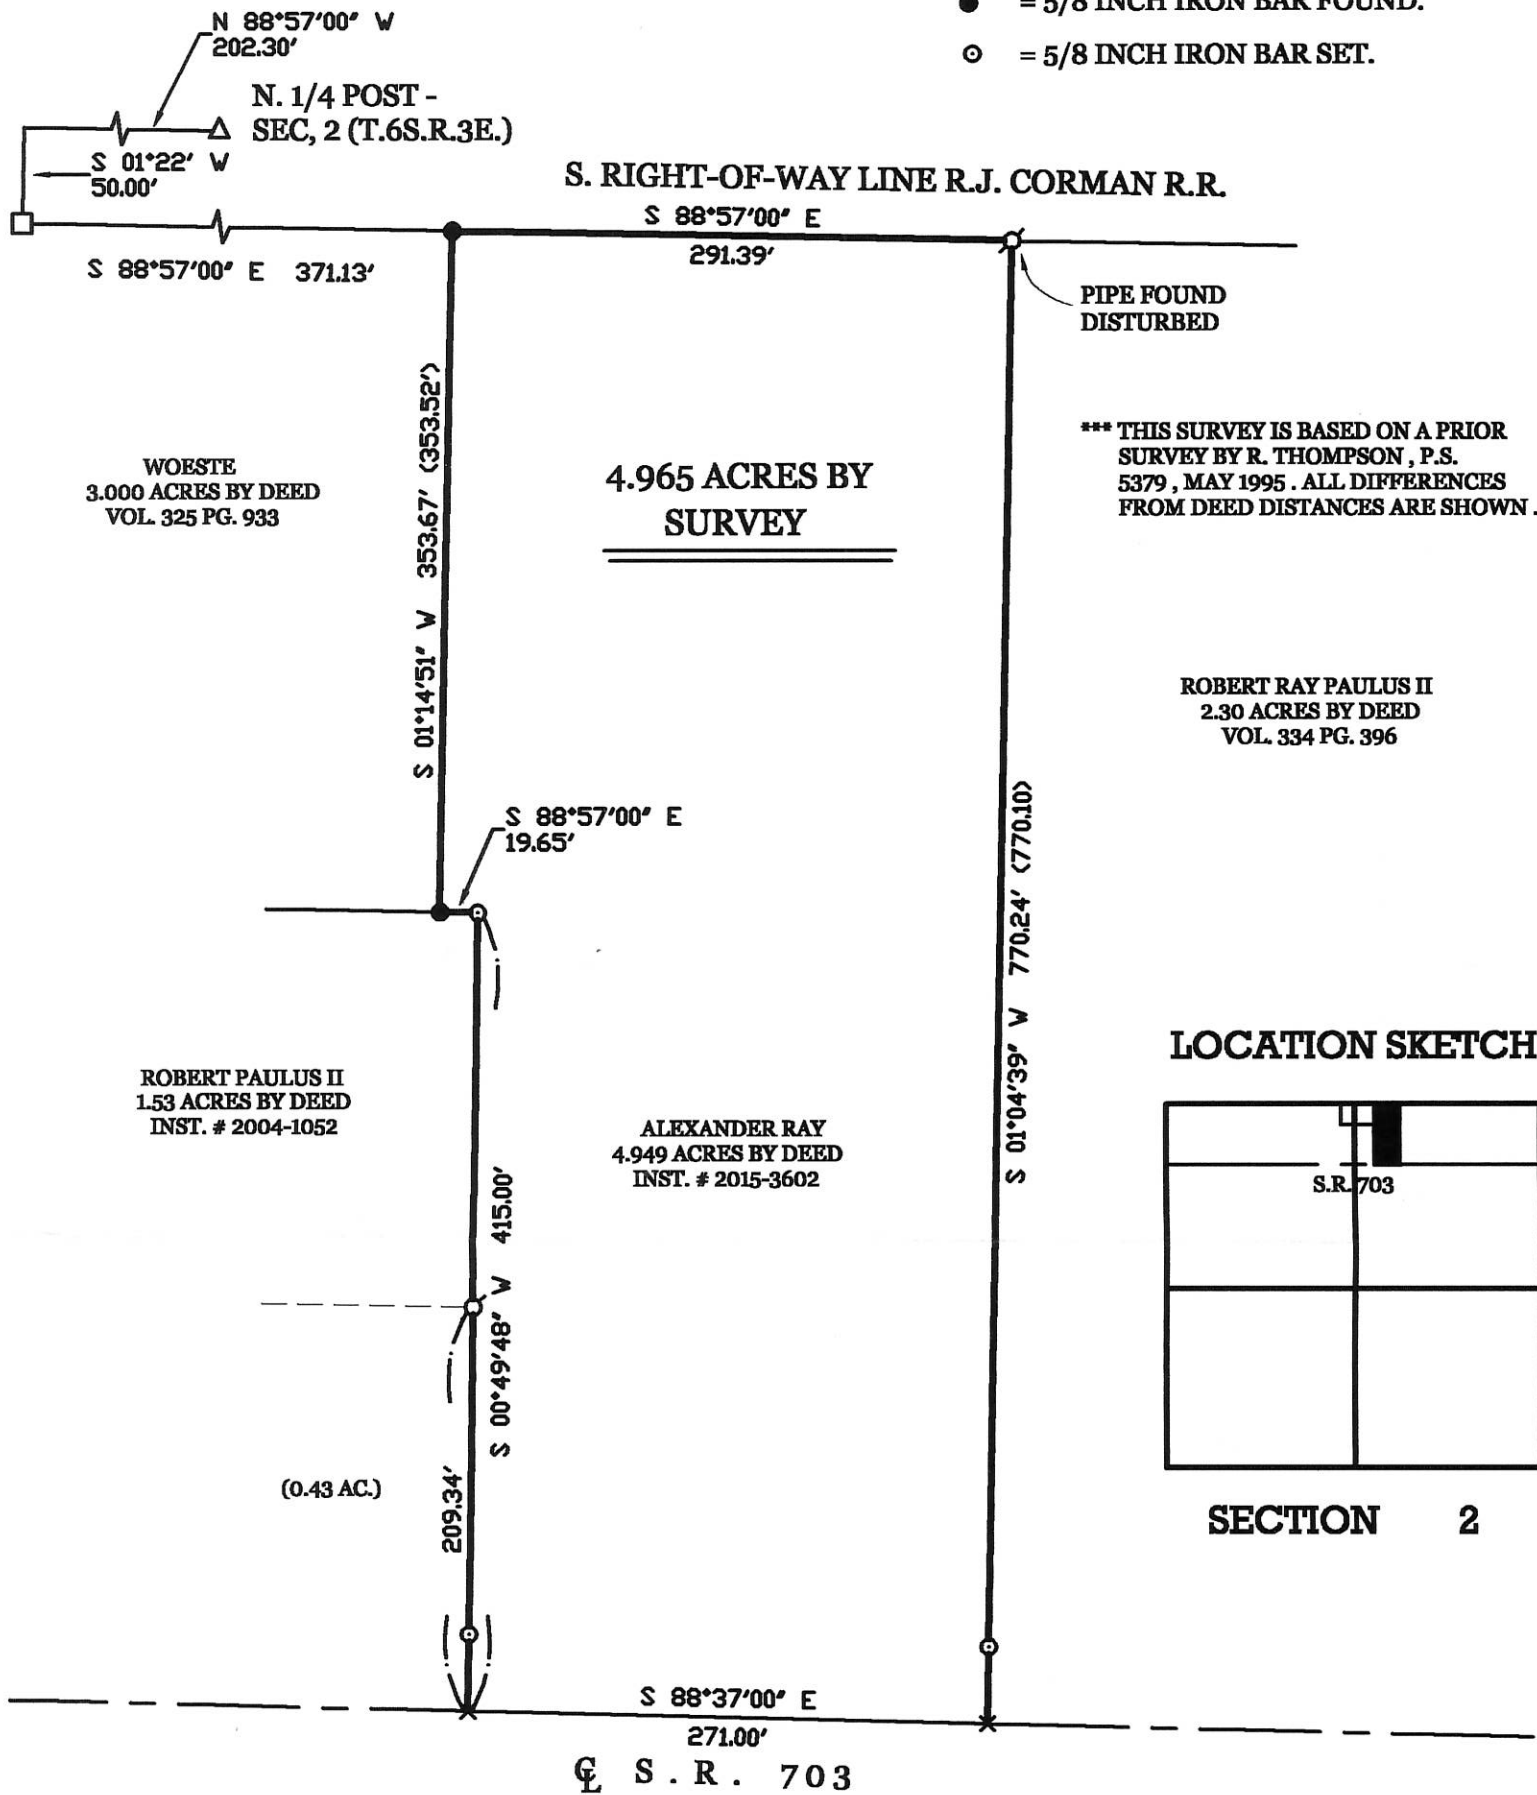 ● = 5/8 INCH IRON BAR FOUND.
⊙ = 5/8 INCH IRON BAR SET.
N 88°57'00" W
202.30'
N. 1/4 POST -
SEC, 2 (T.6S.R.3E.)
S 01°22' W
50.00'
S. RIGHT-OF-WAY LINE R.J. CORMAN R.R.
S 88°57'00" E
291.39'
S 88°57'00" E 371.13'
PIPE FOUND
DISTURBED
S 01°14'51" W 353.67' (353.52')
WOESTE
3.000 ACRES BY DEED
VOL. 325 PG. 933
4.965 ACRES BY
SURVEY
*** THIS SURVEY IS BASED ON A PRIOR
SURVEY BY R. THOMPSON , P.S.
5379 , MAY 1995 . ALL DIFFERENCES
FROM DEED DISTANCES ARE SHOWN .
ROBERT RAY PAULUS II
2.30 ACRES BY DEED
VOL. 334 PG. 396
S 88°57'00" E
19.65'
S 01°04'39" W 770.24' (770.10)
ROBERT PAULUS II
1.53 ACRES BY DEED
INST. # 2004-1052
ALEXANDER RAY
4.949 ACRES BY DEED
INST. # 2015-3602
S 00°49'48" W 415.00'
LOCATION SKETCH
S.R. 703
SECTION 2
(0.43 AC.)
209.34'
S 88°37'00" E
271.00'
℄ S . R . 703